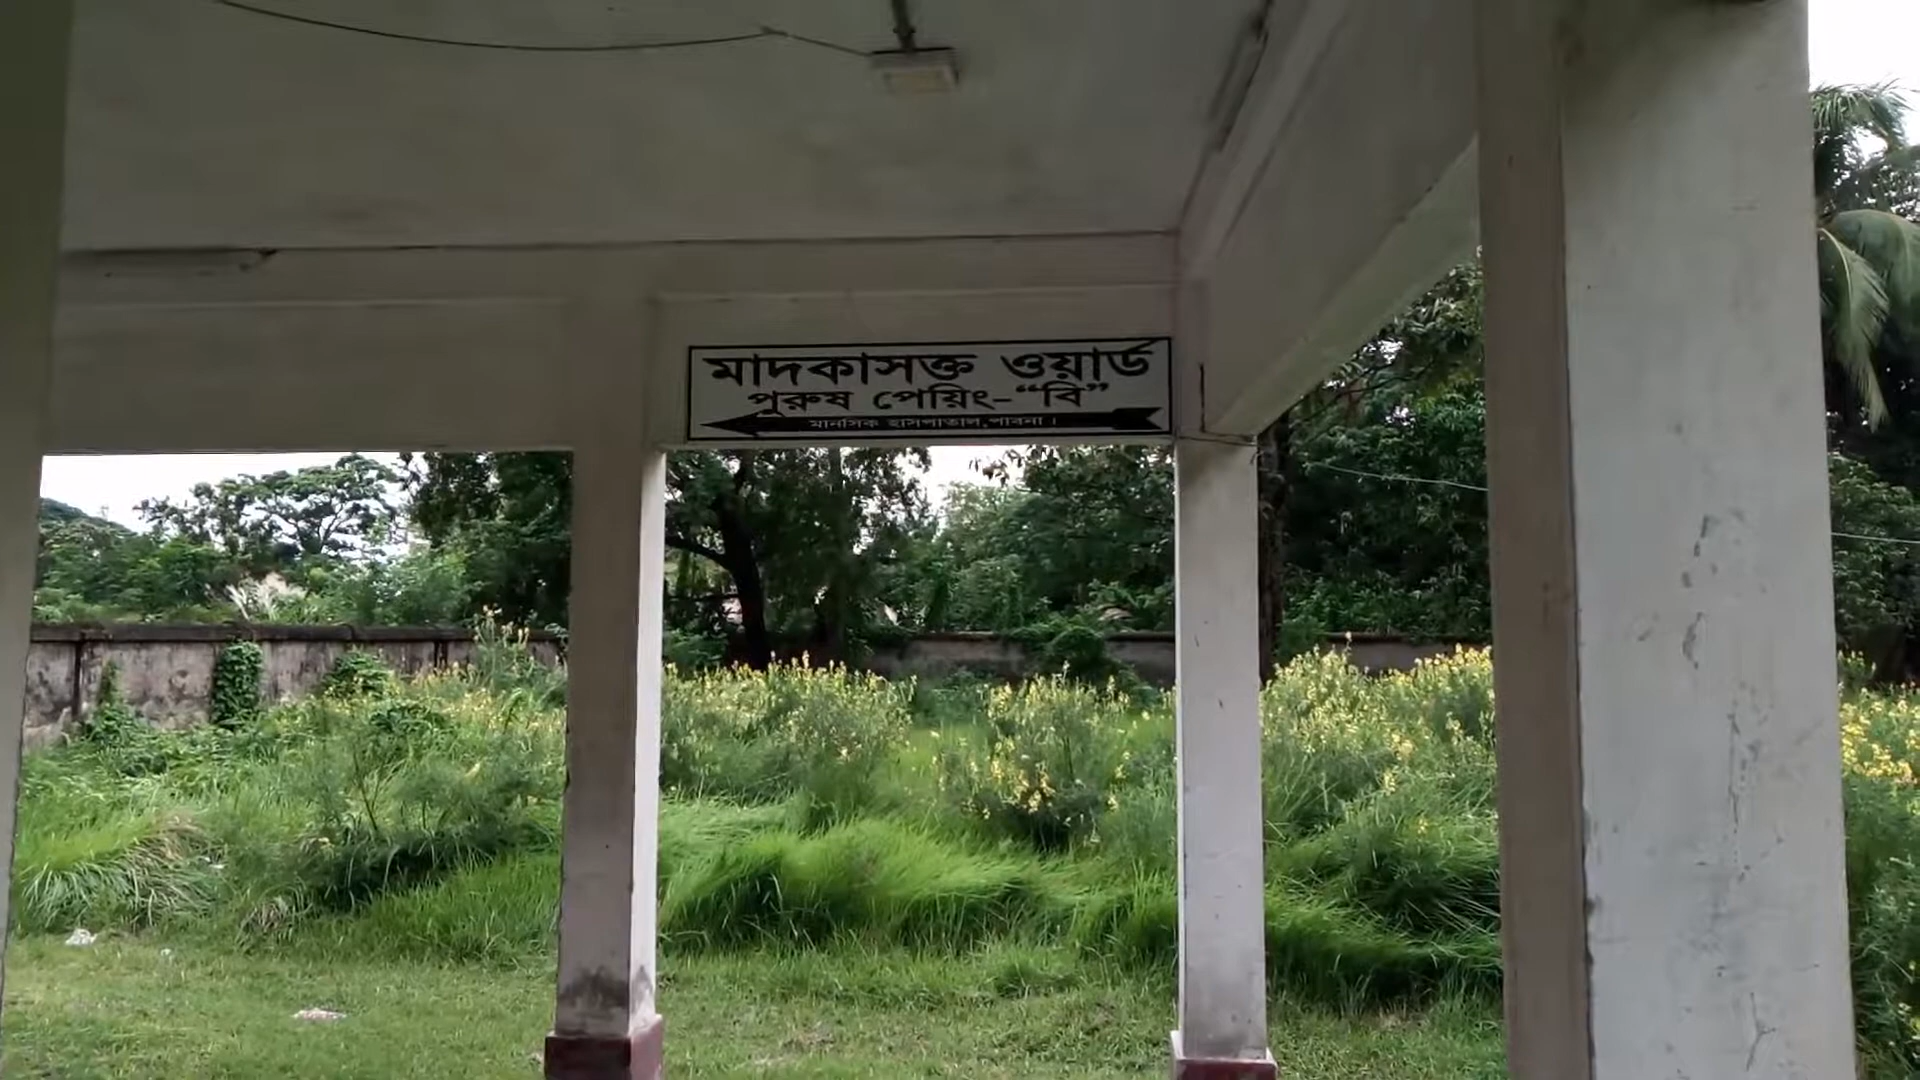 মাদকাসক্ত ওয়ার্ড
পুরুষ পেয়িং-“বি”
মানসিক হাসপাতাল,পাবনা।